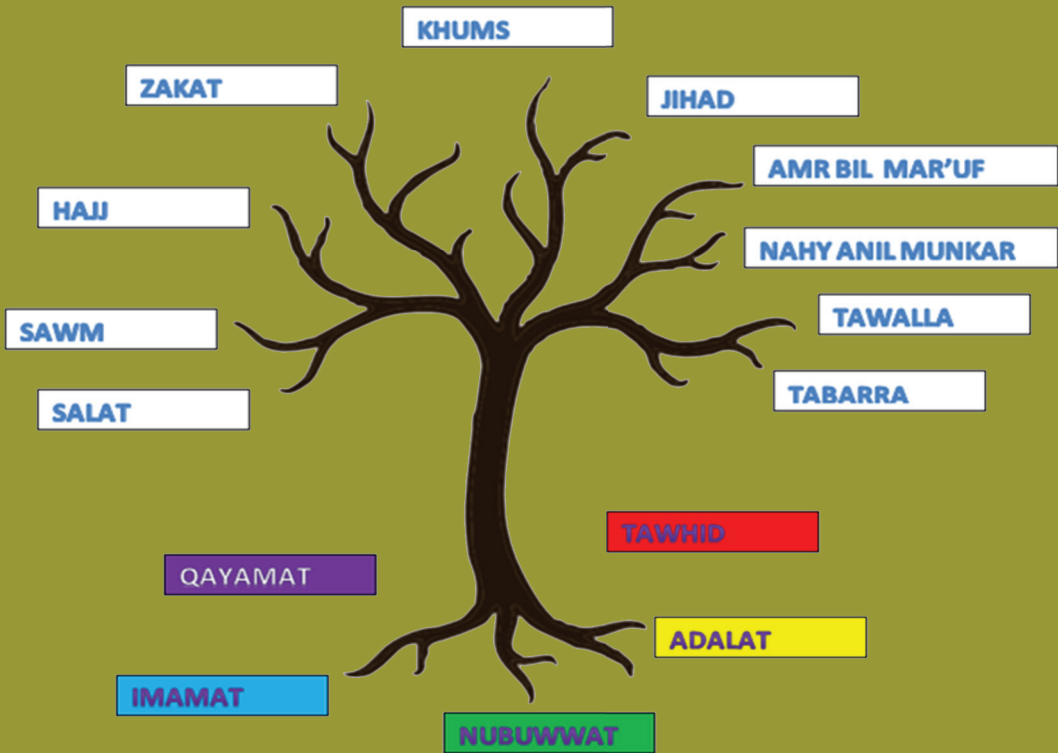 KHUMS
ZAKAT
JIHAD
AMR BIL MAR’UF
HAJJ
NAHY ANIL MUNKAR
SAWM
TAWALLA
SALAT
TABARRA
TAWHID
QAYAMAT
ADALAT
IMAMAT
NUBUWWAT